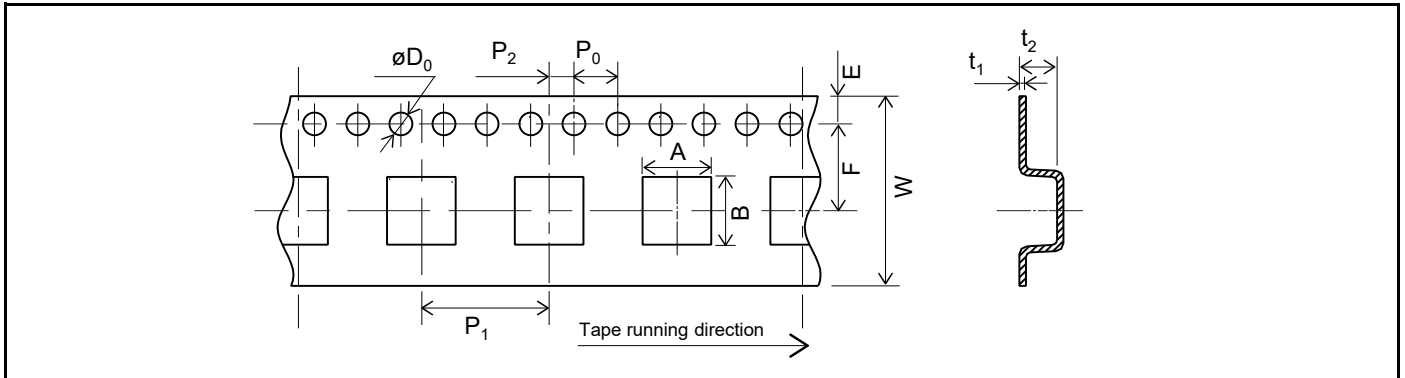 t₂
P₂
P₀
øD₀
t₁
E
A
F
B
W
P₁
Tape running direction